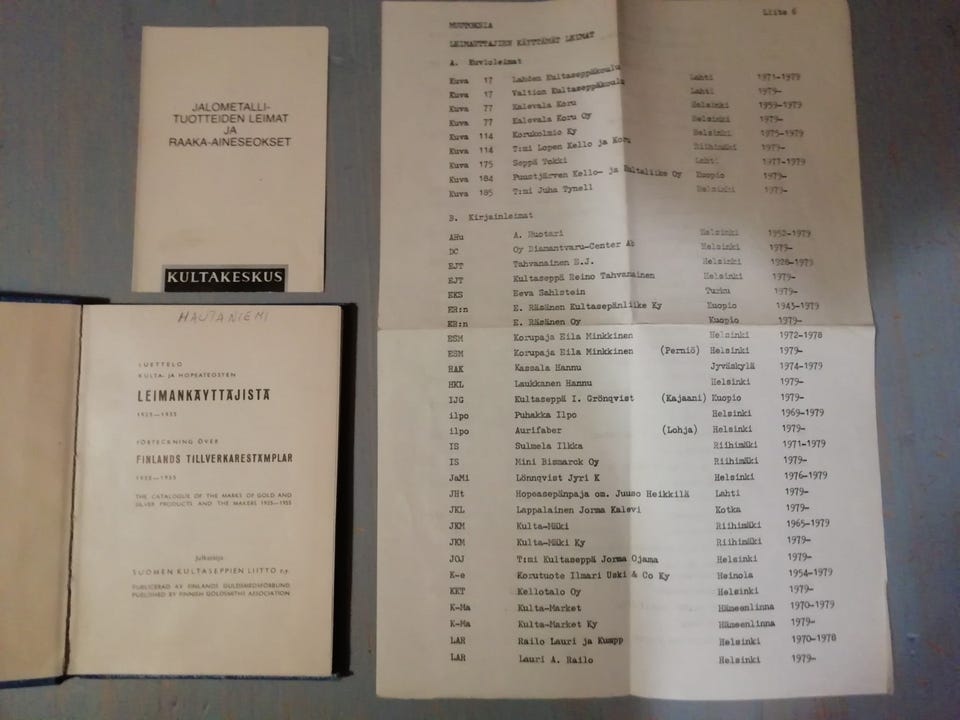 JALOMETALLI-
TUOTTEIDEN LEIMAT
JA
RAAKA-AINESEOKSET
KULTAKESKUS
HAUTANIEMI
LUETTELO
KULTA- JA HOPEATEOSTEN
LEIMANKÄYTTÄJISTÄ
1925—1955
FÖRTECKNING ÖVER
FINLANDS TILLVERKARESTÄMPLAR
1925—1955
THE CATALOGUE OF THE MARKS OF GOLD AND
SILVER PRODUCTS AND THE MAKERS 1925—1955
Julkaisija
SUOMEN KULTASEPPIEN LIITTO r.y.
PUBLICERAD AV FINLANDS GULDSMEDSFÖRBUND
PUBLISHED BY FINNISH GOLDSMITHS ASSOCIATION
Liite 6
MUUTOKSIA
LEIMAUTTAJIEN KÄYTTÄMÄT LEIMAT
A. Kuvioleimat
Kuva 17 Lahden Kultaseppäkoulu Lahti 1971-1979
Kuva 17 Valtion Kultaseppäkoulu Lahti 1979-
Kuva 77 Kalevala Koru Helsinki 1959-1979
Kuva 77 Kalevala Koru Oy Helsinki 1979-
Kuva 114 Korukolmio Ky Helsinki 1975-1979
Kuva 114 T:mi Lopen Kello ja Koru Riihimäki 1979-
Kuva 175 Seppä Tokki Lahti 1977-1979
Kuva 184 Puustjärven Kello- ja Kultaliike Oy Kuopio 1979-
Kuva 185 T:mi Juha Tynell Helsinki 1979-
B. Kirjainleimat
AHu A. Huotari Helsinki 1952-1979
DC Oy Diamantvaru-Center Ab Helsinki 1979-
EJT Tahvanainen E.J. Helsinki 1928-1979
EJT Kultaseppä Reino Tahvanainen Helsinki 1979-
EKS Eeva Sahlstein Turku 1979-
ER:n E. Räsänen Kultasepänliike Ky Kuopio 1945-1979
ER:n E. Räsänen Oy Kuopio 1979-
ESM Korupaja Eila Minkkinen Helsinki 1972-1978
ESM Korupaja Eila Minkkinen (Perniö) Helsinki 1979-
HAK Kassala Hannu Jyväskylä 1974-1979
HKL Laukkanen Hannu Helsinki 1979-
IJG Kultaseppä I. Grönqvist (Kajaani) Kuopio 1979-
ilpo Puhakka Ilpo Helsinki 1969-1979
ilpo Aurifaber (Lohja) Helsinki 1979-
IS Sulmela Ilkka Riihimäki 1971-1979
IS Mini Bismarck Oy Riihimäki 1979-
JaMi Lönnqvist Jyri K Helsinki 1976-1979
JHt Hopeasepänpaja om. Juuso Heikkilä Lahti 1979-
JKL Lappalainen Jorma Kalevi Kotka 1979-
JKM Kulta-Mäki Riihimäki 1965-1979
JKM Kulta-Mäki Ky Riihimäki 1979-
JOJ T:mi Kultaseppä Jorma Ojama Helsinki 1979-
K-e Korutuote Ilmari Uski & Co Ky Heinola 1954-1979
KET Kellotalo Oy Helsinki 1979-
K-Ma Kulta-Market Hämeenlinna 1970-1979
K-Ma Kulta-Market Ky Hämeenlinna 1979-
LAR Railo Lauri ja Kumpp Helsinki 1970-1978
LAR Lauri A. Railo Helsinki 1979-